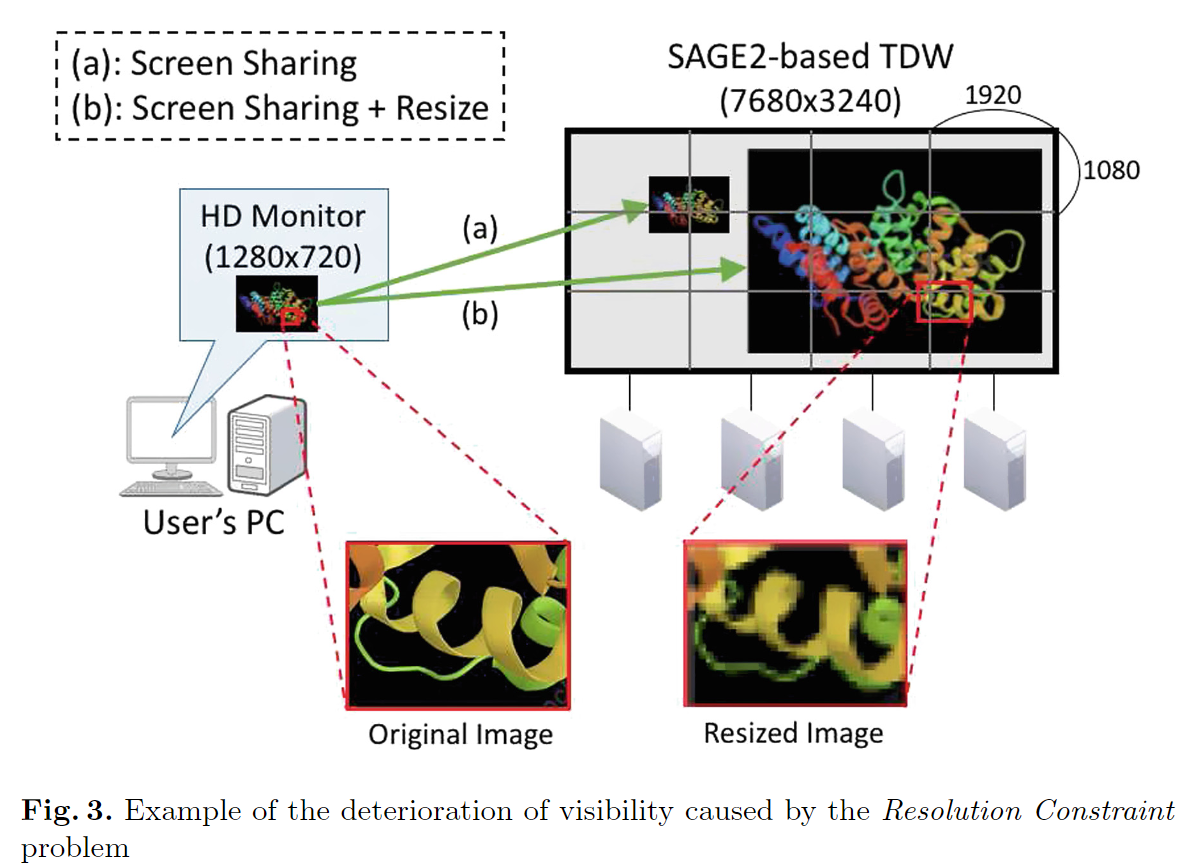 (a): Screen Sharing
(b): Screen Sharing + Resize
SAGE2-based TDW
(7680x3240)
1920
1080
HD Monitor
(1280x720)
(a)
(b)
User's PC
Original Image
Resized Image
Fig. 3. Example of the deterioration of visibility caused by the Resolution Constraint
problem